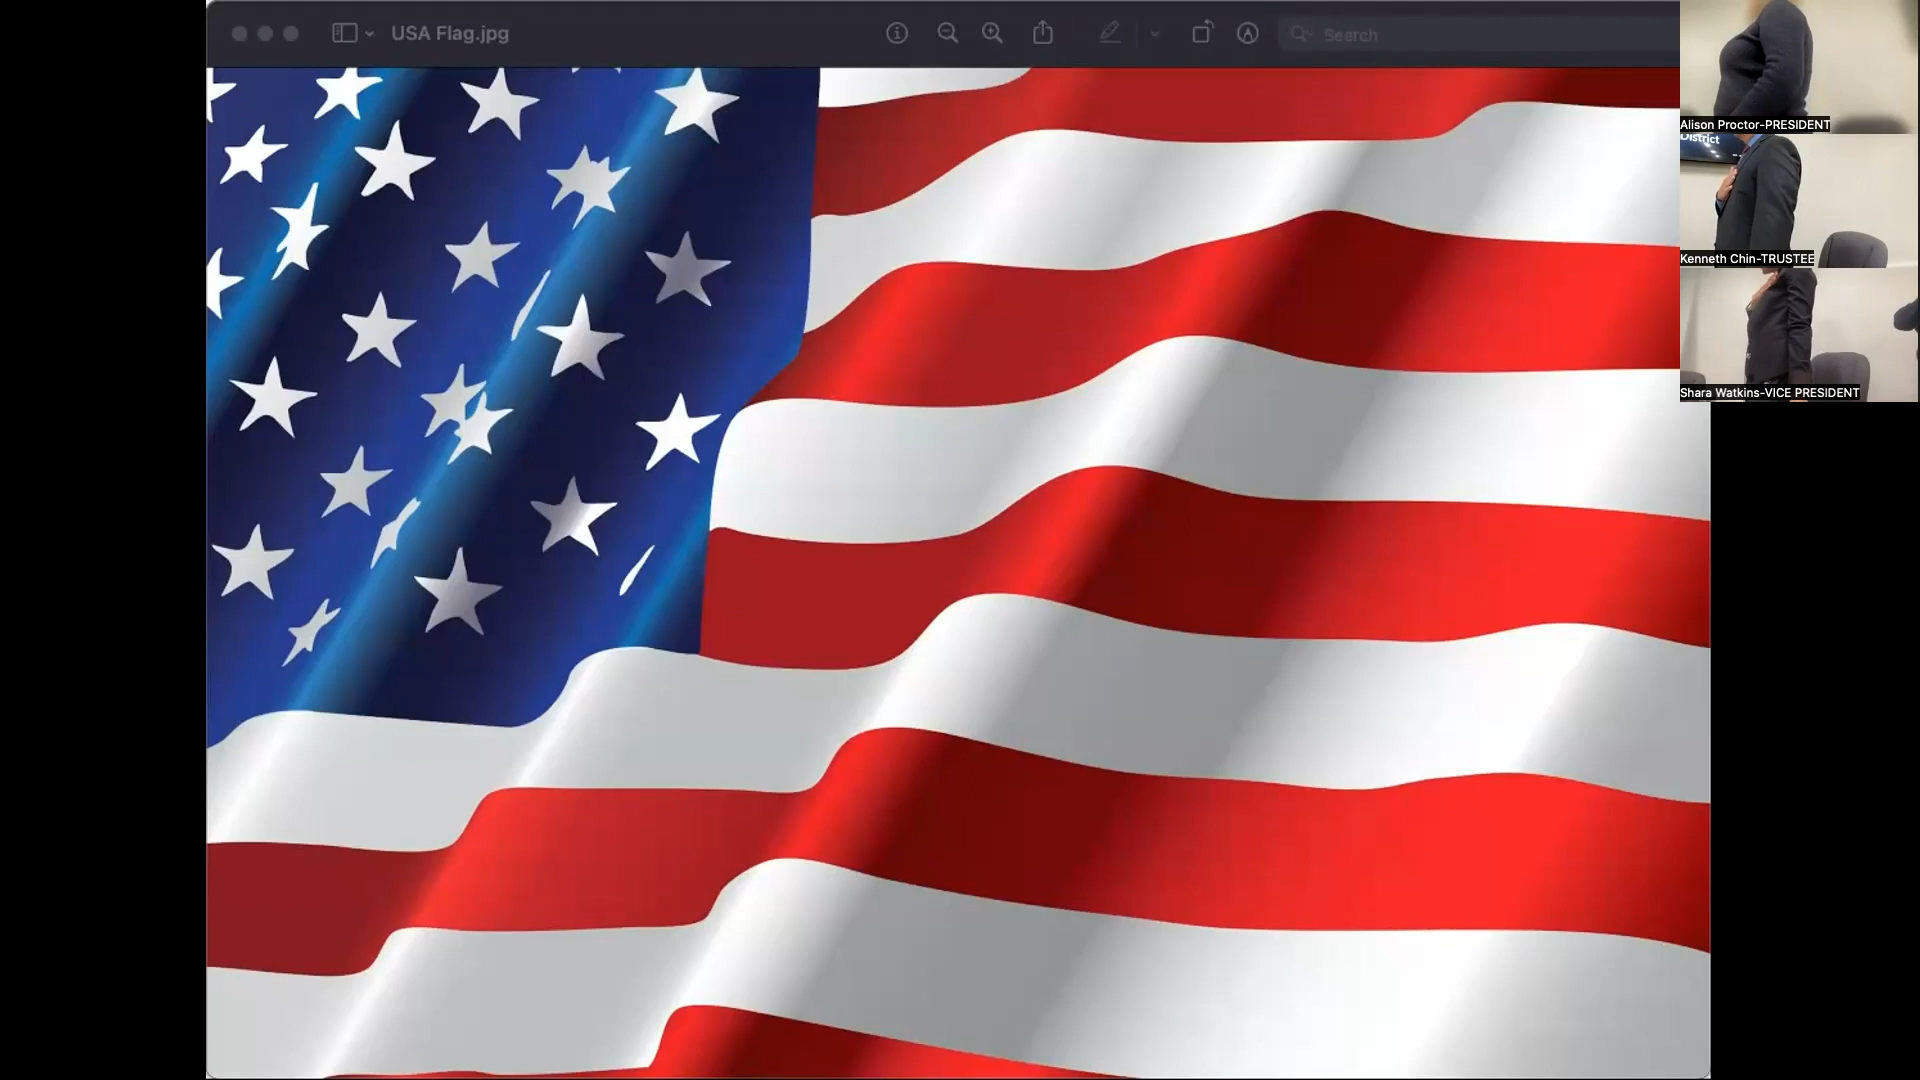 USA Flag.jpg
Search
Alison Proctor-PRESIDENT
District
Kenneth Chin-TRUSTEE
Shara Watkins-VICE PRESIDENT